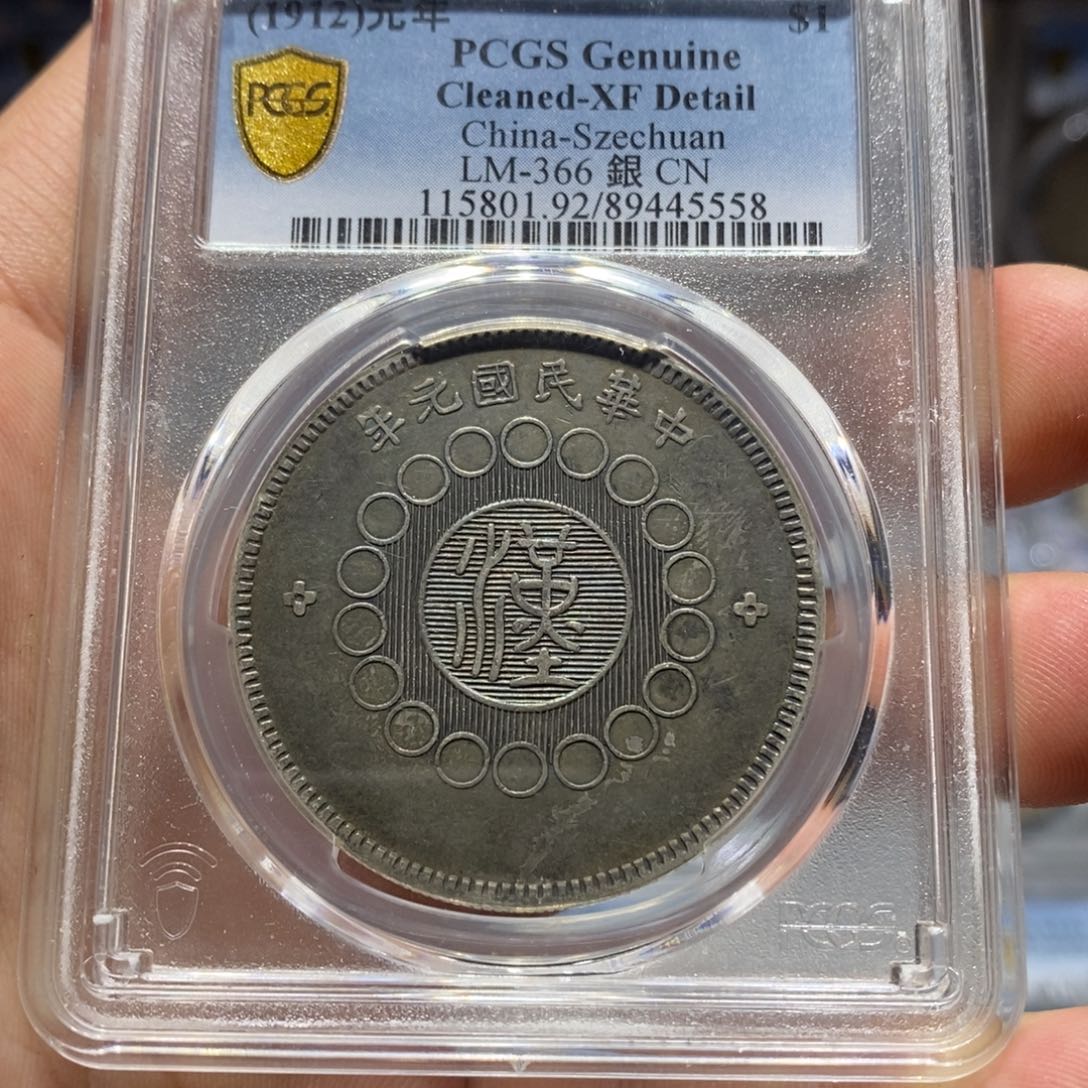 (1912)元年 $1
PCGS Genuine
Cleaned-XF Detail
China-Szechuan
LM-366 銀 CN
115801.92/89445558
PCGS
年元國民華中
漢
PCGS